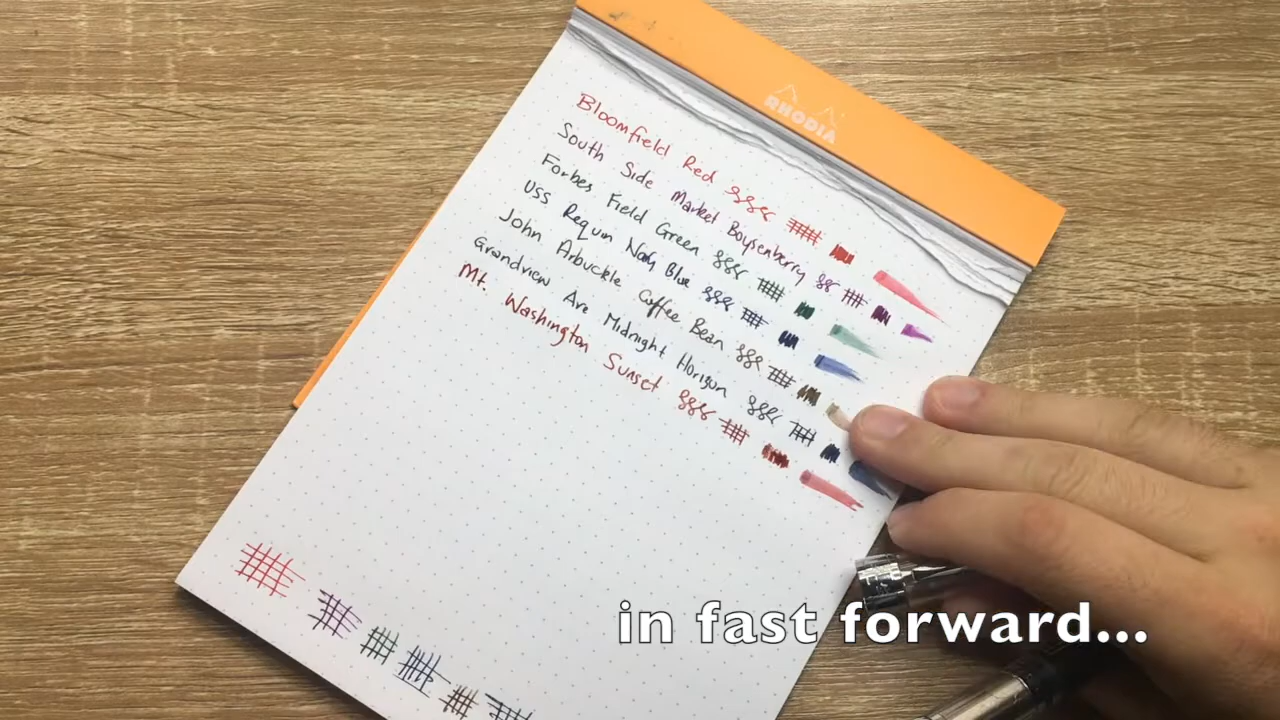 RHODIA
Bloomfield Red
South Side Market Boysenberry
Forbes Field Green
USS Requin Navy Blue
John Arbuckle Coffee Bean
Grandview Ave Midnight Horizon
Mt. Washington Sunset
in fast forward...